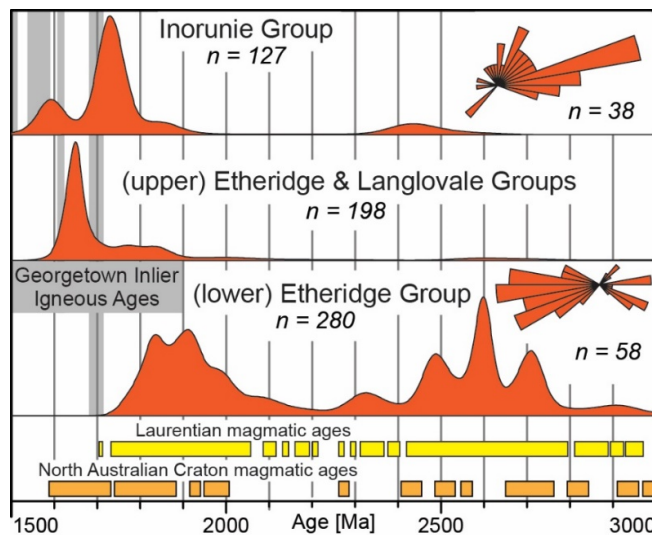 Inorunie Group
n = 127
n = 38
(upper) Etheridge & Langlovale Groups
n = 198
Georgetown Inlier
Igneous Ages
(lower) Etheridge Group
n = 280
n = 58
Laurentian magmatic ages
North Australian Craton magmatic ages
1500 2000 Age [Ma] 2500 3000